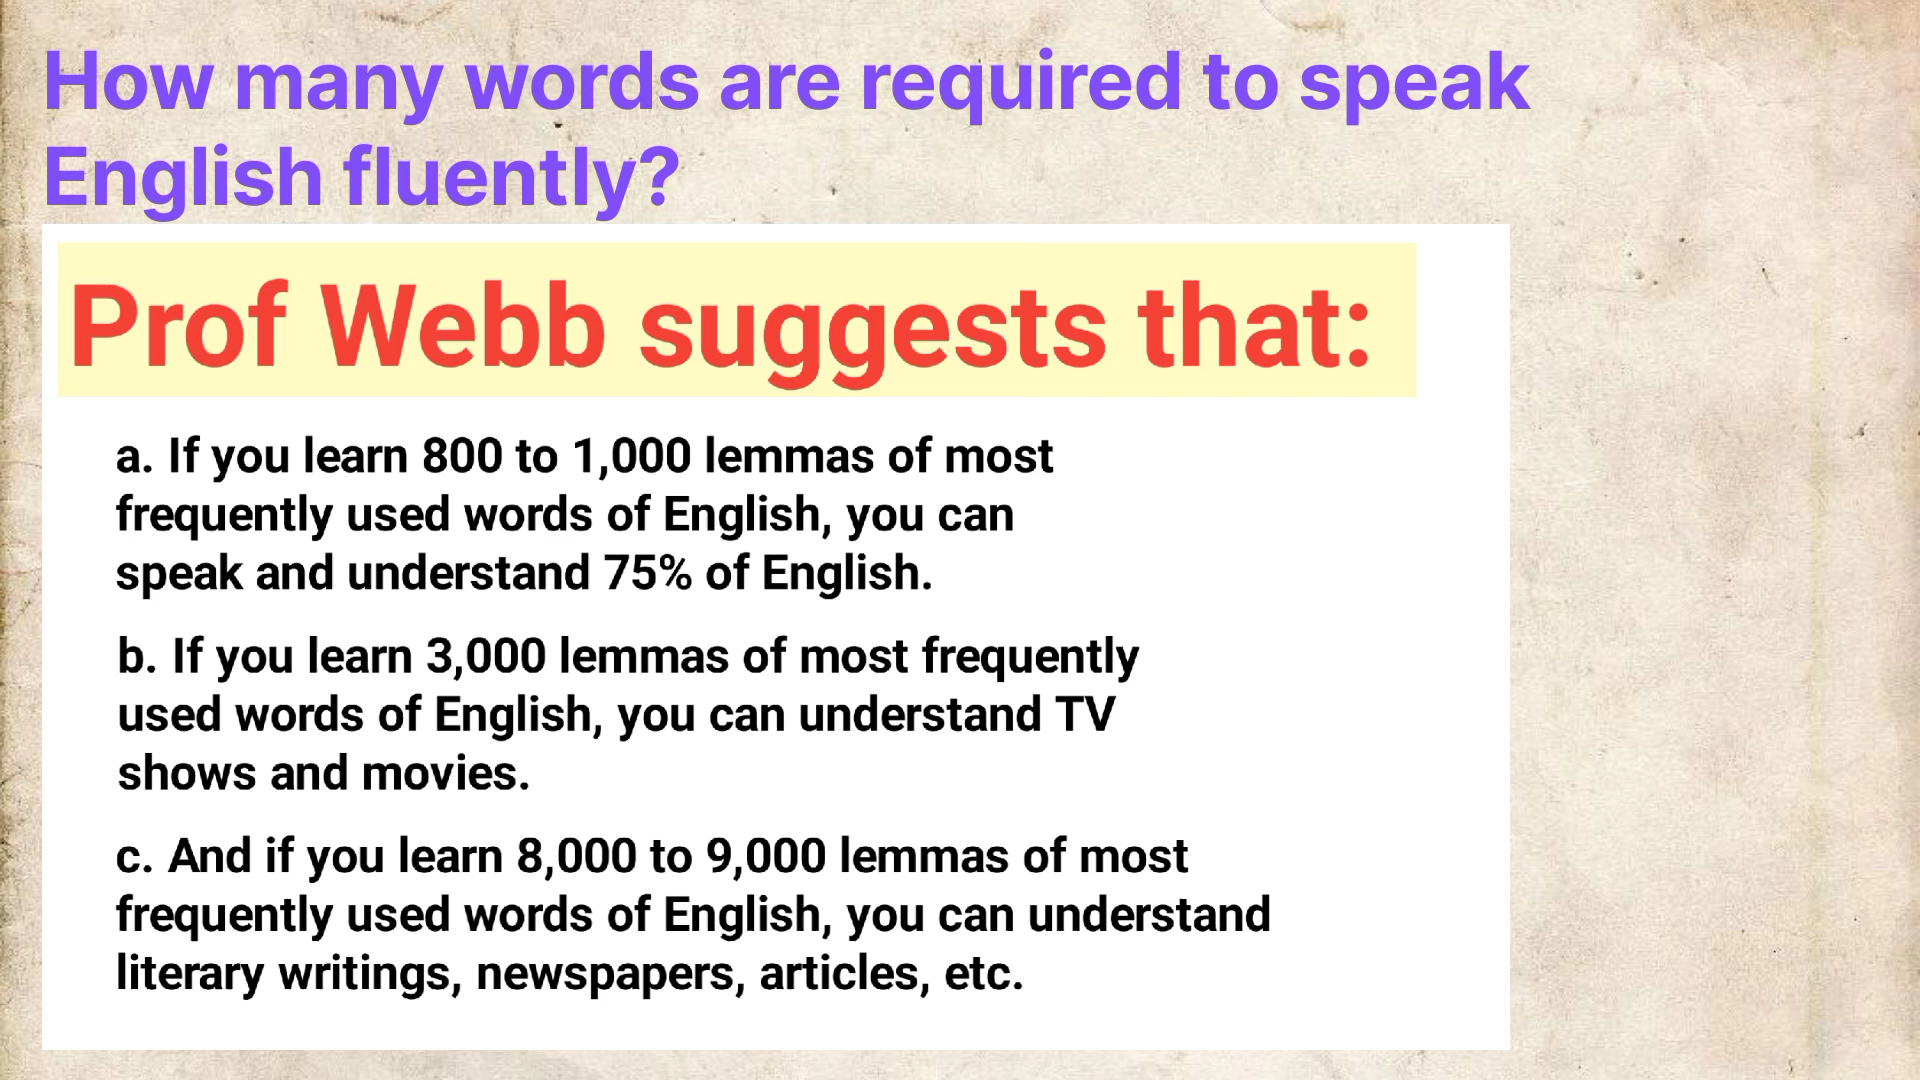 How many words are required to speak
English fluently?
Prof Webb suggests that:
a. If you learn 800 to 1,000 lemmas of most
frequently used words of English, you can
speak and understand 75% of English.
b. If you learn 3,000 lemmas of most frequently
used words of English, you can understand TV
shows and movies.
c. And if you learn 8,000 to 9,000 lemmas of most
frequently used words of English, you can understand
literary writings, newspapers, articles, etc.